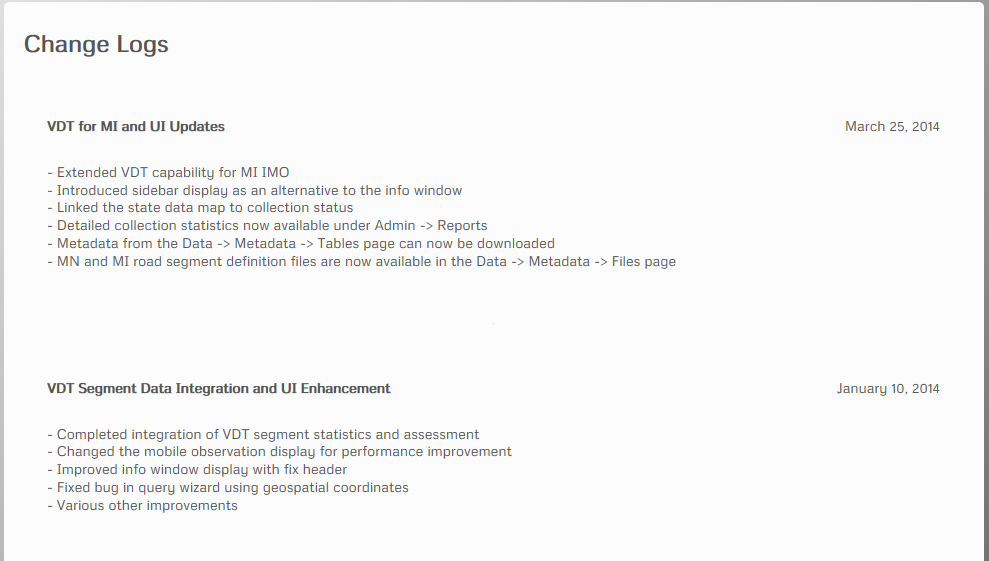 Change Logs
VDT for MI and UI Updates
March 25, 2014
- Extended VDT capability for MI IMO
- Introduced sidebar display as an alternative to the info window
- Linked the state data map to collection status
- Detailed collection statistics now available under Admin -> Reports
- Metadata from the Data -> Metadata -> Tables page can now be downloaded
- MN and MI road segment definition files are now available in the Data -> Metadata -> Files page
VDT Segment Data Integration and UI Enhancement
January 10, 2014
- Completed integration of VDT segment statistics and assessment
- Changed the mobile observation display for performance improvement
- Improved info window display with fix header
- Fixed bug in query wizard using geospatial coordinates
- Various other improvements